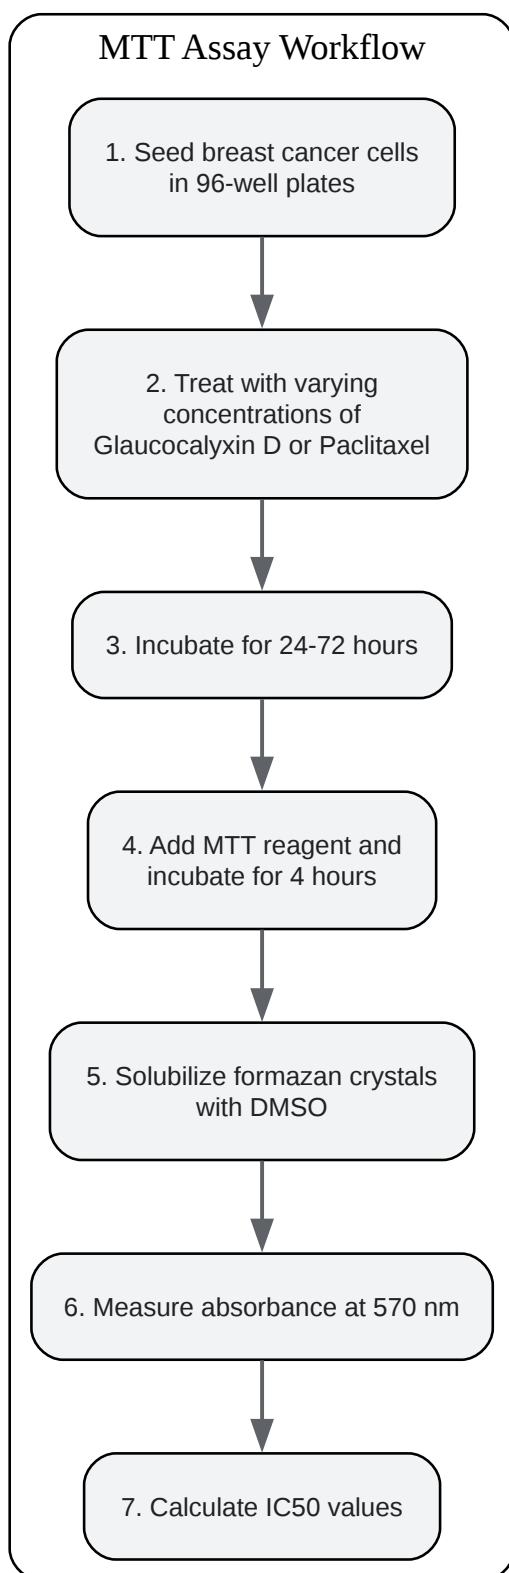 MTT Assay Workflow
1. Seed breast cancer cells
in 96-well plates
2. Treat with varying
concentrations of
Glaucocalyxin D or Paclitaxel
3. Incubate for 24-72 hours
4. Add MTT reagent and
incubate for 4 hours
5. Solubilize formazan crystals
with DMSO
6. Measure absorbance at 570 nm
7. Calculate IC50 values